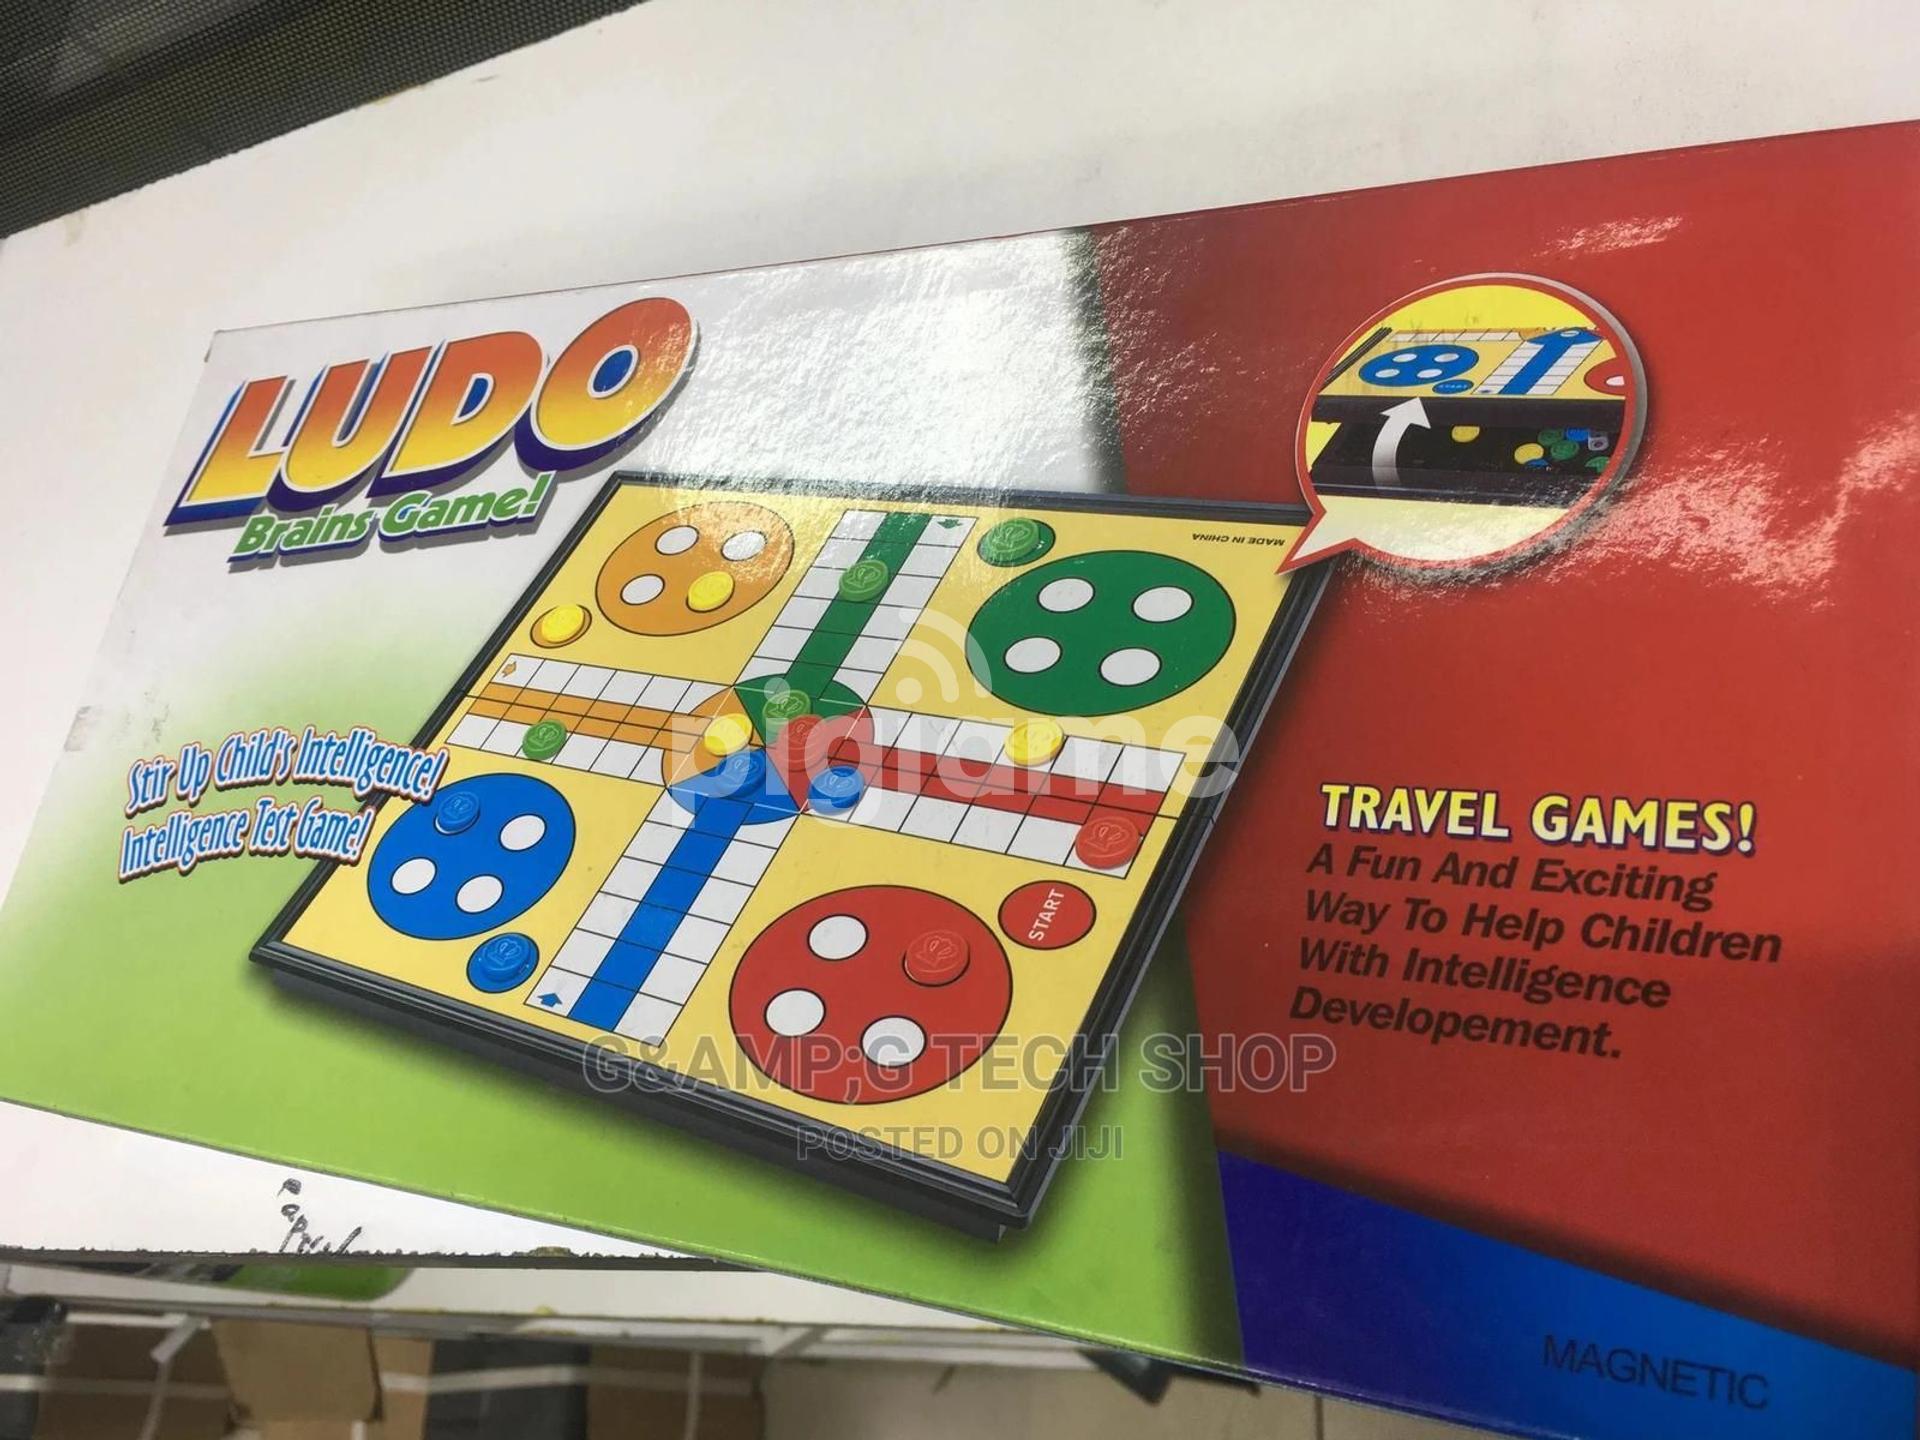 LUDO
Brains Game!
MADE IN CHINA
START
Stir Up Child's Intelligence!
Intelligence Test Game!
pigiame
START
TRAVEL GAMES!
A Fun And Exciting
Way To Help Children
With Intelligence
Developement.
G&AMP;G TECH SHOP
POSTED ON JIJI
MAGNETIC